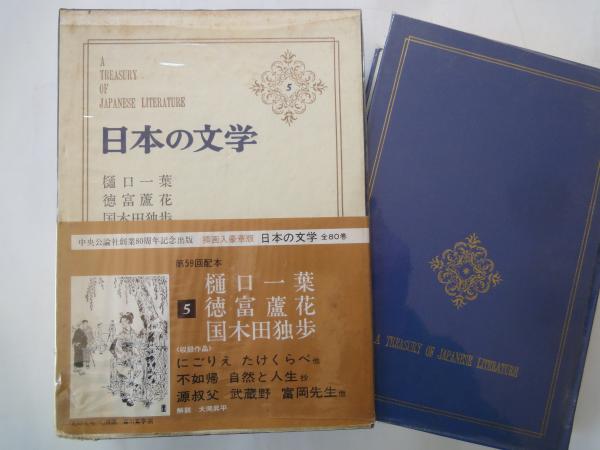 A
TREASURY
OF
JAPANESE LITERATURE
5
日本の文学
樋口一葉
徳富蘆花
国木田独歩
中央公論社創業80周年記念出版 挿画入豪華版 日本の文学 全80巻
第59回配本
5
樋口一葉
徳富蘆花
国木田独歩
〈収録作品〉
にごりえ たけくらべ 他
不如帰 自然と人生 抄
源叔父 武蔵野 富岡先生 他
解説 大岡昇平
A TREASURY OF JAPANESE LITERATURE